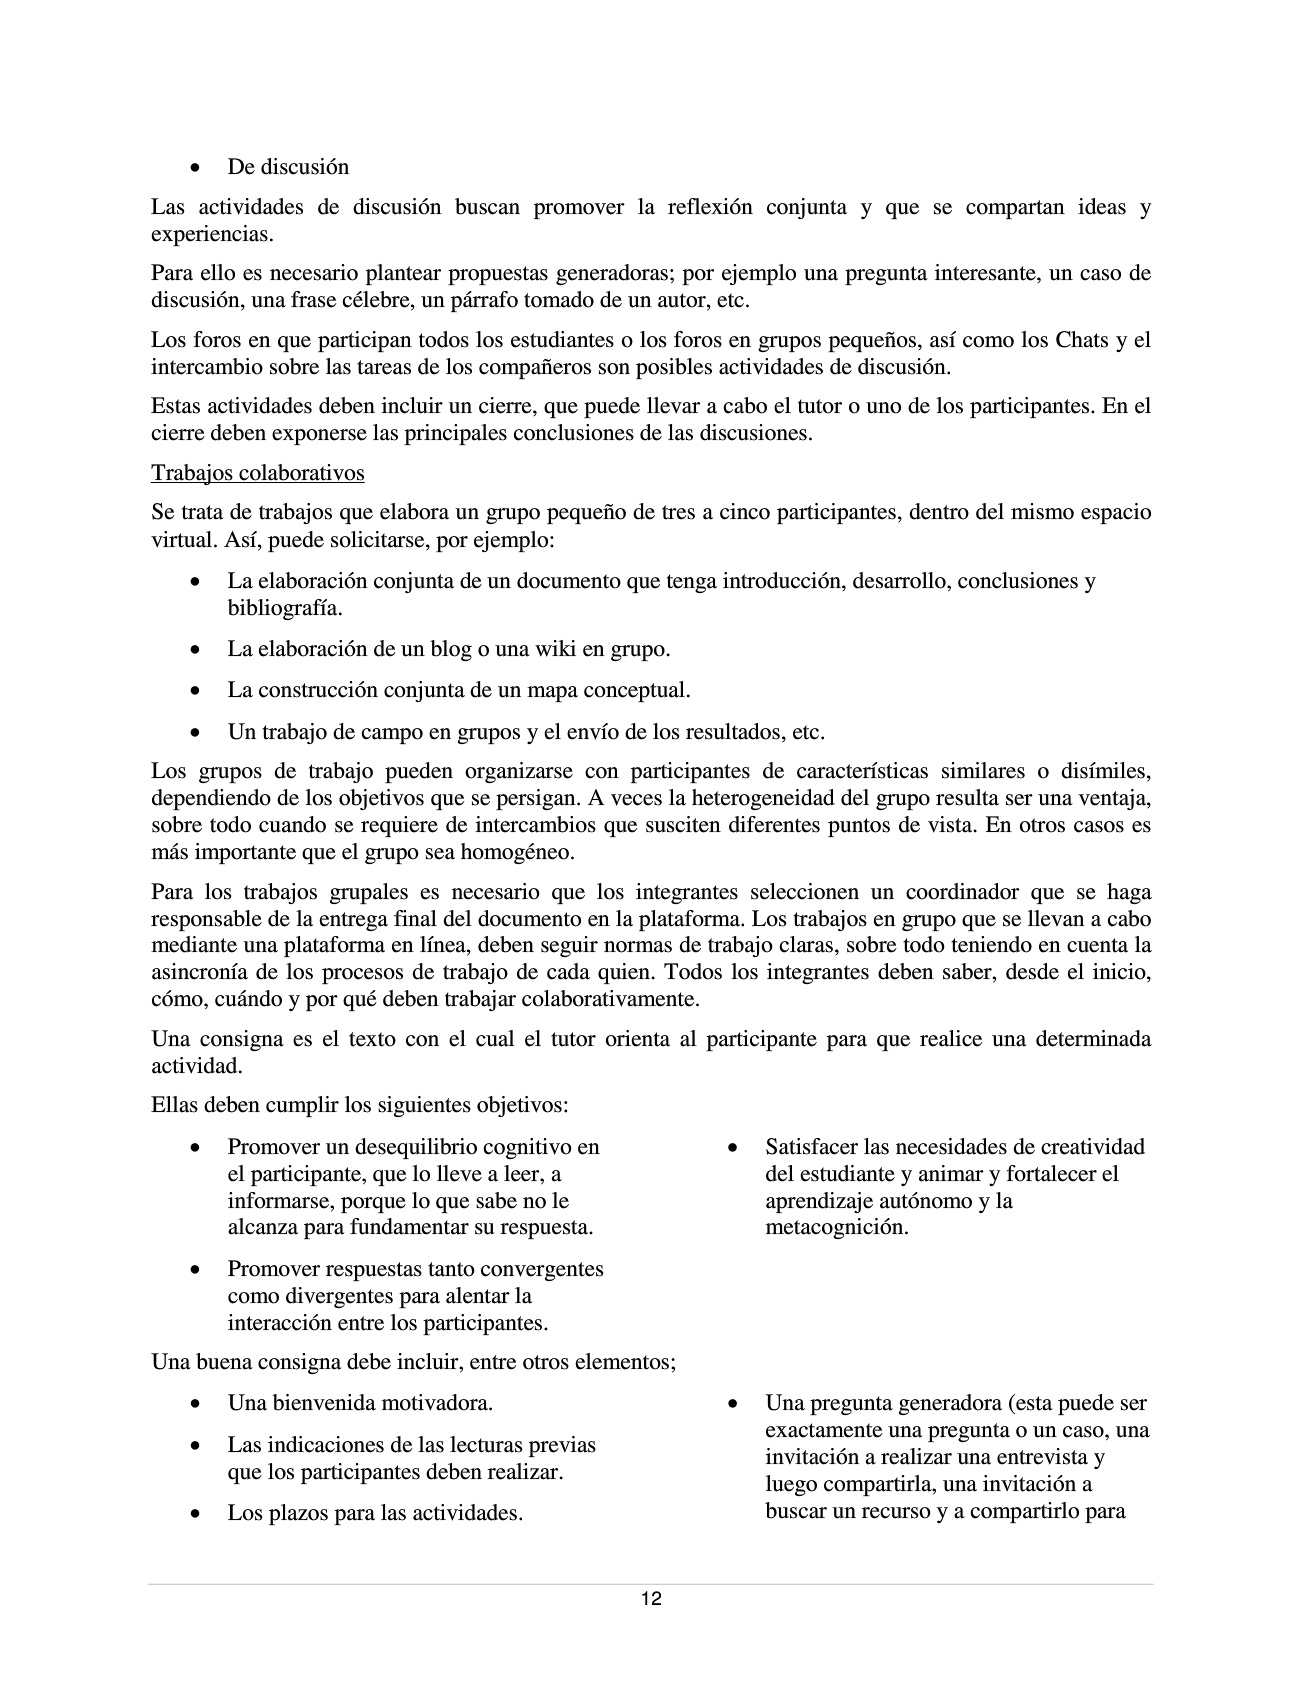 • De discusión
Las actividades de discusión buscan promover la reflexión conjunta y que se compartan ideas y
experiencias.
Para ello es necesario plantear propuestas generadoras; por ejemplo una pregunta interesante, un caso de
discusión, una frase célebre, un párrafo tomado de un autor, etc.
Los foros en que participan todos los estudiantes o los foros en grupos pequeños, así como los Chats y el
intercambio sobre las tareas de los compañeros son posibles actividades de discusión.
Estas actividades deben incluir un cierre, que puede llevar a cabo el tutor o uno de los participantes. En el
cierre deben exponerse las principales conclusiones de las discusiones.
Trabajos colaborativos
Se trata de trabajos que elabora un grupo pequeño de tres a cinco participantes, dentro del mismo espacio
virtual. Así, puede solicitarse, por ejemplo:
• La elaboración conjunta de un documento que tenga introducción, desarrollo, conclusiones y
bibliografía.
• La elaboración de un blog o una wiki en grupo.
• La construcción conjunta de un mapa conceptual.
• Un trabajo de campo en grupos y el envío de los resultados, etc.
Los grupos de trabajo pueden organizarse con participantes de características similares o disímiles,
dependiendo de los objetivos que se persigan. A veces la heterogeneidad del grupo resulta ser una ventaja,
sobre todo cuando se requiere de intercambios que susciten diferentes puntos de vista. En otros casos es
más importante que el grupo sea homogéneo.
Para los trabajos grupales es necesario que los integrantes seleccionen un coordinador que se haga
responsable de la entrega final del documento en la plataforma. Los trabajos en grupo que se llevan a cabo
mediante una plataforma en línea, deben seguir normas de trabajo claras, sobre todo teniendo en cuenta la
asincronía de los procesos de trabajo de cada quien. Todos los integrantes deben saber, desde el inicio,
cómo, cuándo y por qué deben trabajar colaborativamente.
Una consigna es el texto con el cual el tutor orienta al participante para que realice una determinada
actividad.
Ellas deben cumplir los siguientes objetivos:
• Promover un desequilibrio cognitivo en
el participante, que lo lleve a leer, a
informarse, porque lo que sabe no le
alcanza para fundamentar su respuesta.
• Promover respuestas tanto convergentes
como divergentes para alentar la
interacción entre los participantes.
• Satisfacer las necesidades de creatividad
del estudiante y animar y fortalecer el
aprendizaje autónomo y la
metacognición.
Una buena consigna debe incluir, entre otros elementos;
• Una bienvenida motivadora.
• Las indicaciones de las lecturas previas
que los participantes deben realizar.
• Los plazos para las actividades.
• Una pregunta generadora (esta puede ser
exactamente una pregunta o un caso, una
invitación a realizar una entrevista y
luego compartirla, una invitación a
buscar un recurso y a compartirlo para
12